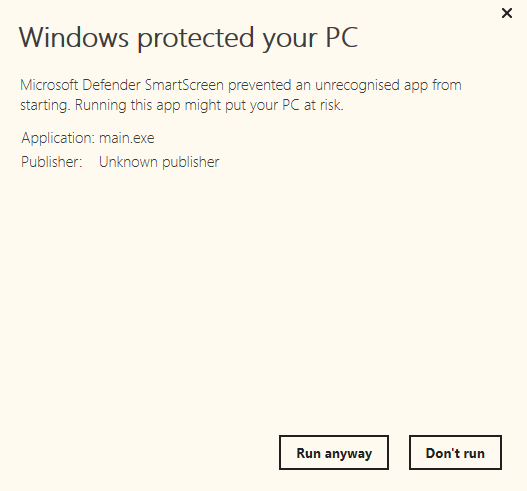 Windows protected your PC
Microsoft Defender SmartScreen prevented an unrecognised app from
starting. Running this app might put your PC at risk.
Application: main.exe
Publisher: Unknown publisher
Run anyway
Don't run